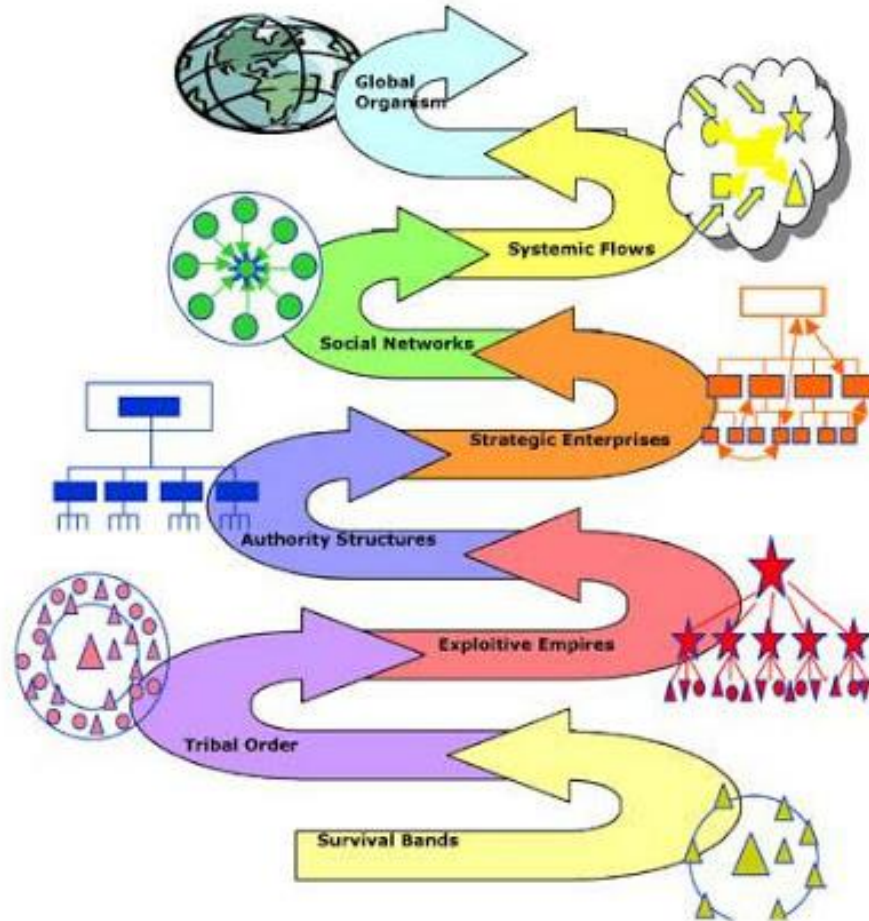 Global
Organism
Systemic Flows
Social Networks
Strategic Enterprises
Authority Structures
Exploitive Empires
Tribal Order
Survival Bands